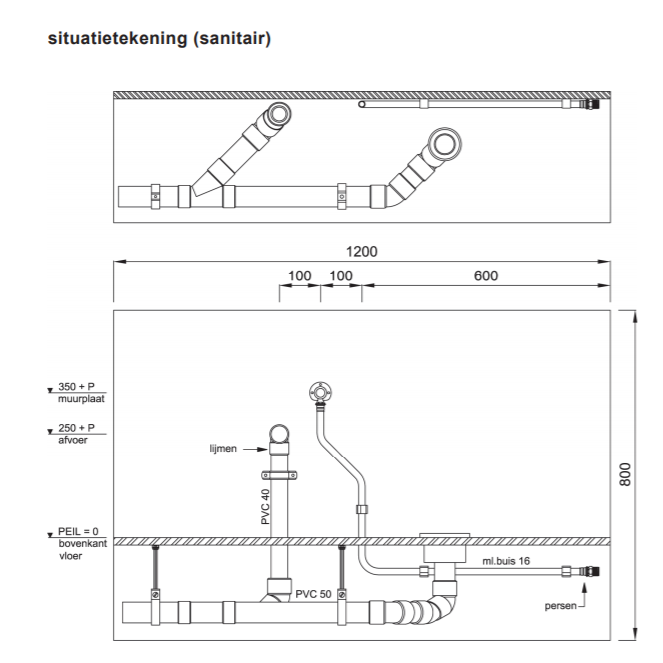 situatietekening (sanitair)
1200
100
100
600
350 + P
muurplaat
250 + P
afvoer
lijmen
PVC 40
800
PEIL = 0
bovenkant
vloer
ml.buis 16
PVC 50
persen